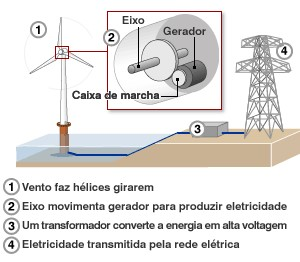 1
Eixo
2
Gerador
Caixa de marcha
3
4
1 Vento faz hélices girarem
2 Eixo movimenta gerador para produzir eletricidade
3 Um transformador converte a energia em alta voltagem
4 Eletricidade transmitida pela rede elétrica